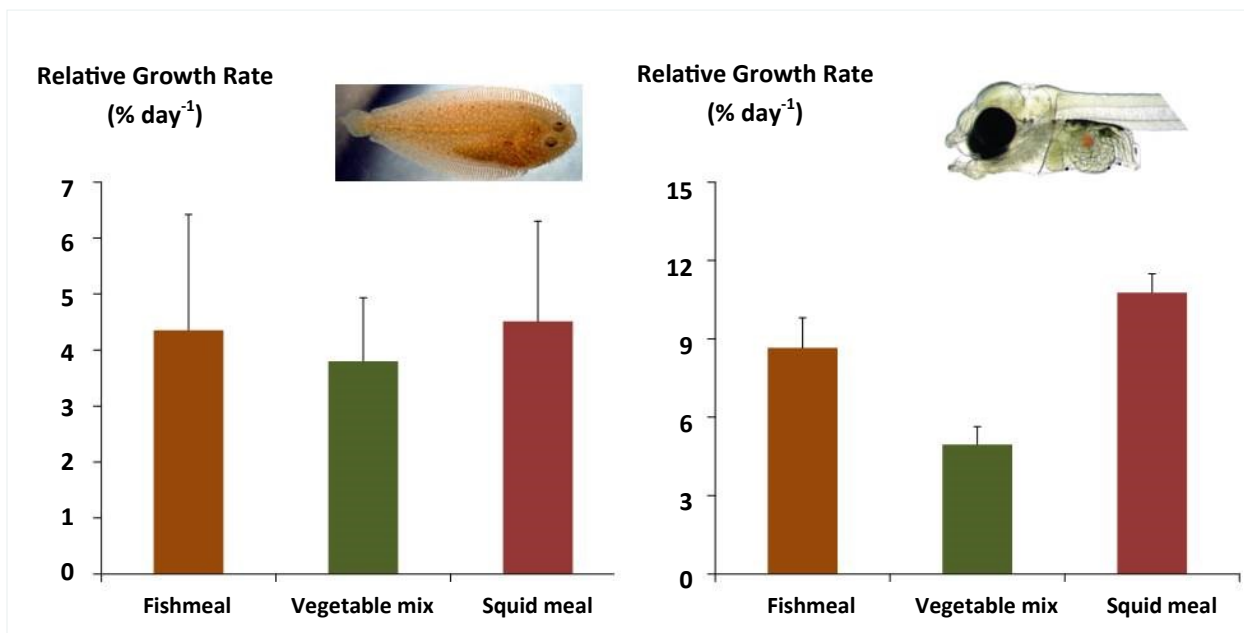 Relative Growth Rate
(% day⁻¹)
7
6
5
4
3
2
1
0
Fishmeal Vegetable mix Squid meal
Relative Growth Rate
(% day⁻¹)
15
12
9
6
3
0
Fishmeal Vegetable mix Squid meal